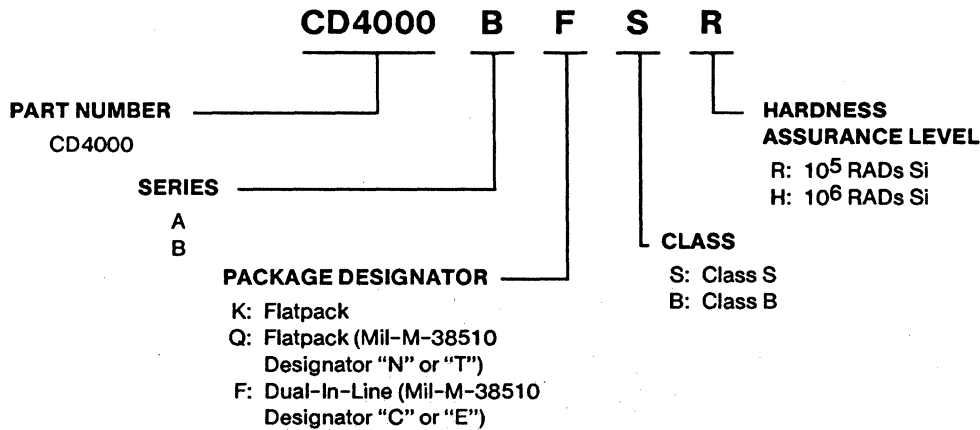 CD4000 B F S R
PART NUMBER
CD4000
SERIES
A
B
PACKAGE DESIGNATOR
K: Flatpack
Q: Flatpack (Mil-M-38510
Designator "N" or "T")
F: Dual-In-Line (Mil-M-38510
Designator "C" or "E")
CLASS
S: Class S
B: Class B
HARDNESS
ASSURANCE LEVEL
R: 10⁵ RADs Si
H: 10⁶ RADs Si